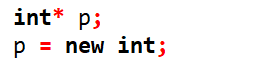 int* p;
p = new int;